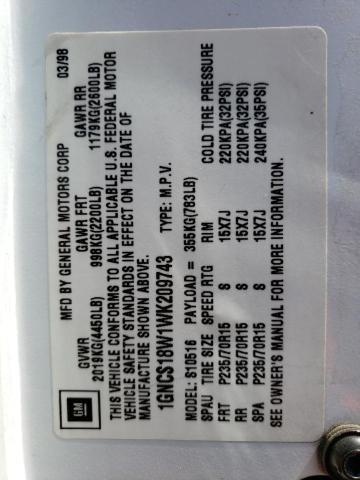 MFD BY GENERAL MOTORS CORP 03/98
GVWR GAWR FRT GAWR RR
2019KG(4450LB) 998KG(2200LB) 1179KG(2600LB)
THIS VEHICLE CONFORMS TO ALL APPLICABLE U.S. FEDERAL MOTOR
VEHICLE SAFETY STANDARDS IN EFFECT ON THE DATE OF
MANUFACTURE SHOWN ABOVE.
1GNCS18W1WK209743 TYPE: M.P.V.
GM
MODEL: S10516 PAYLOAD = 355KG(783LB)
SPAU TIRE SIZE SPEED RTG RIM COLD TIRE PRESSURE
FRT P235/70R15 S 15X7J 220KPA(32PSI)
RR P235/70R15 S 15X7J 220KPA(32PSI)
SPA P235/70R15 S 15X7J 240KPA(35PSI)
SEE OWNER'S MANUAL FOR MORE INFORMATION.